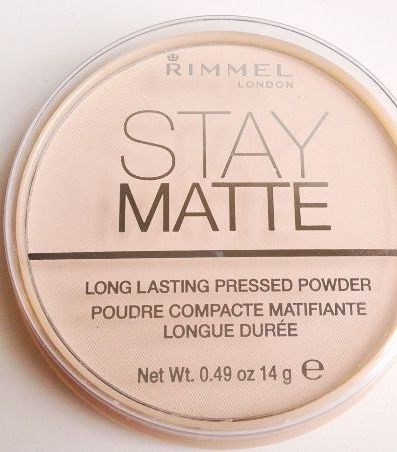 RIMMEL
LONDON
STAY
MATTE
LONG LASTING PRESSED POWDER
POUDRE COMPACTE MATIFIANTE
LONGUE DURÉE
Net Wt. 0.49 oz 14 g ℮